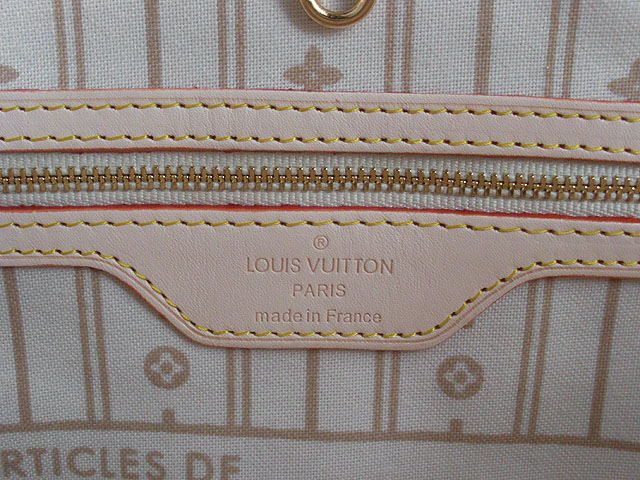 ®
LOUIS VUITTON
PARIS
made in France
RTICLES DE